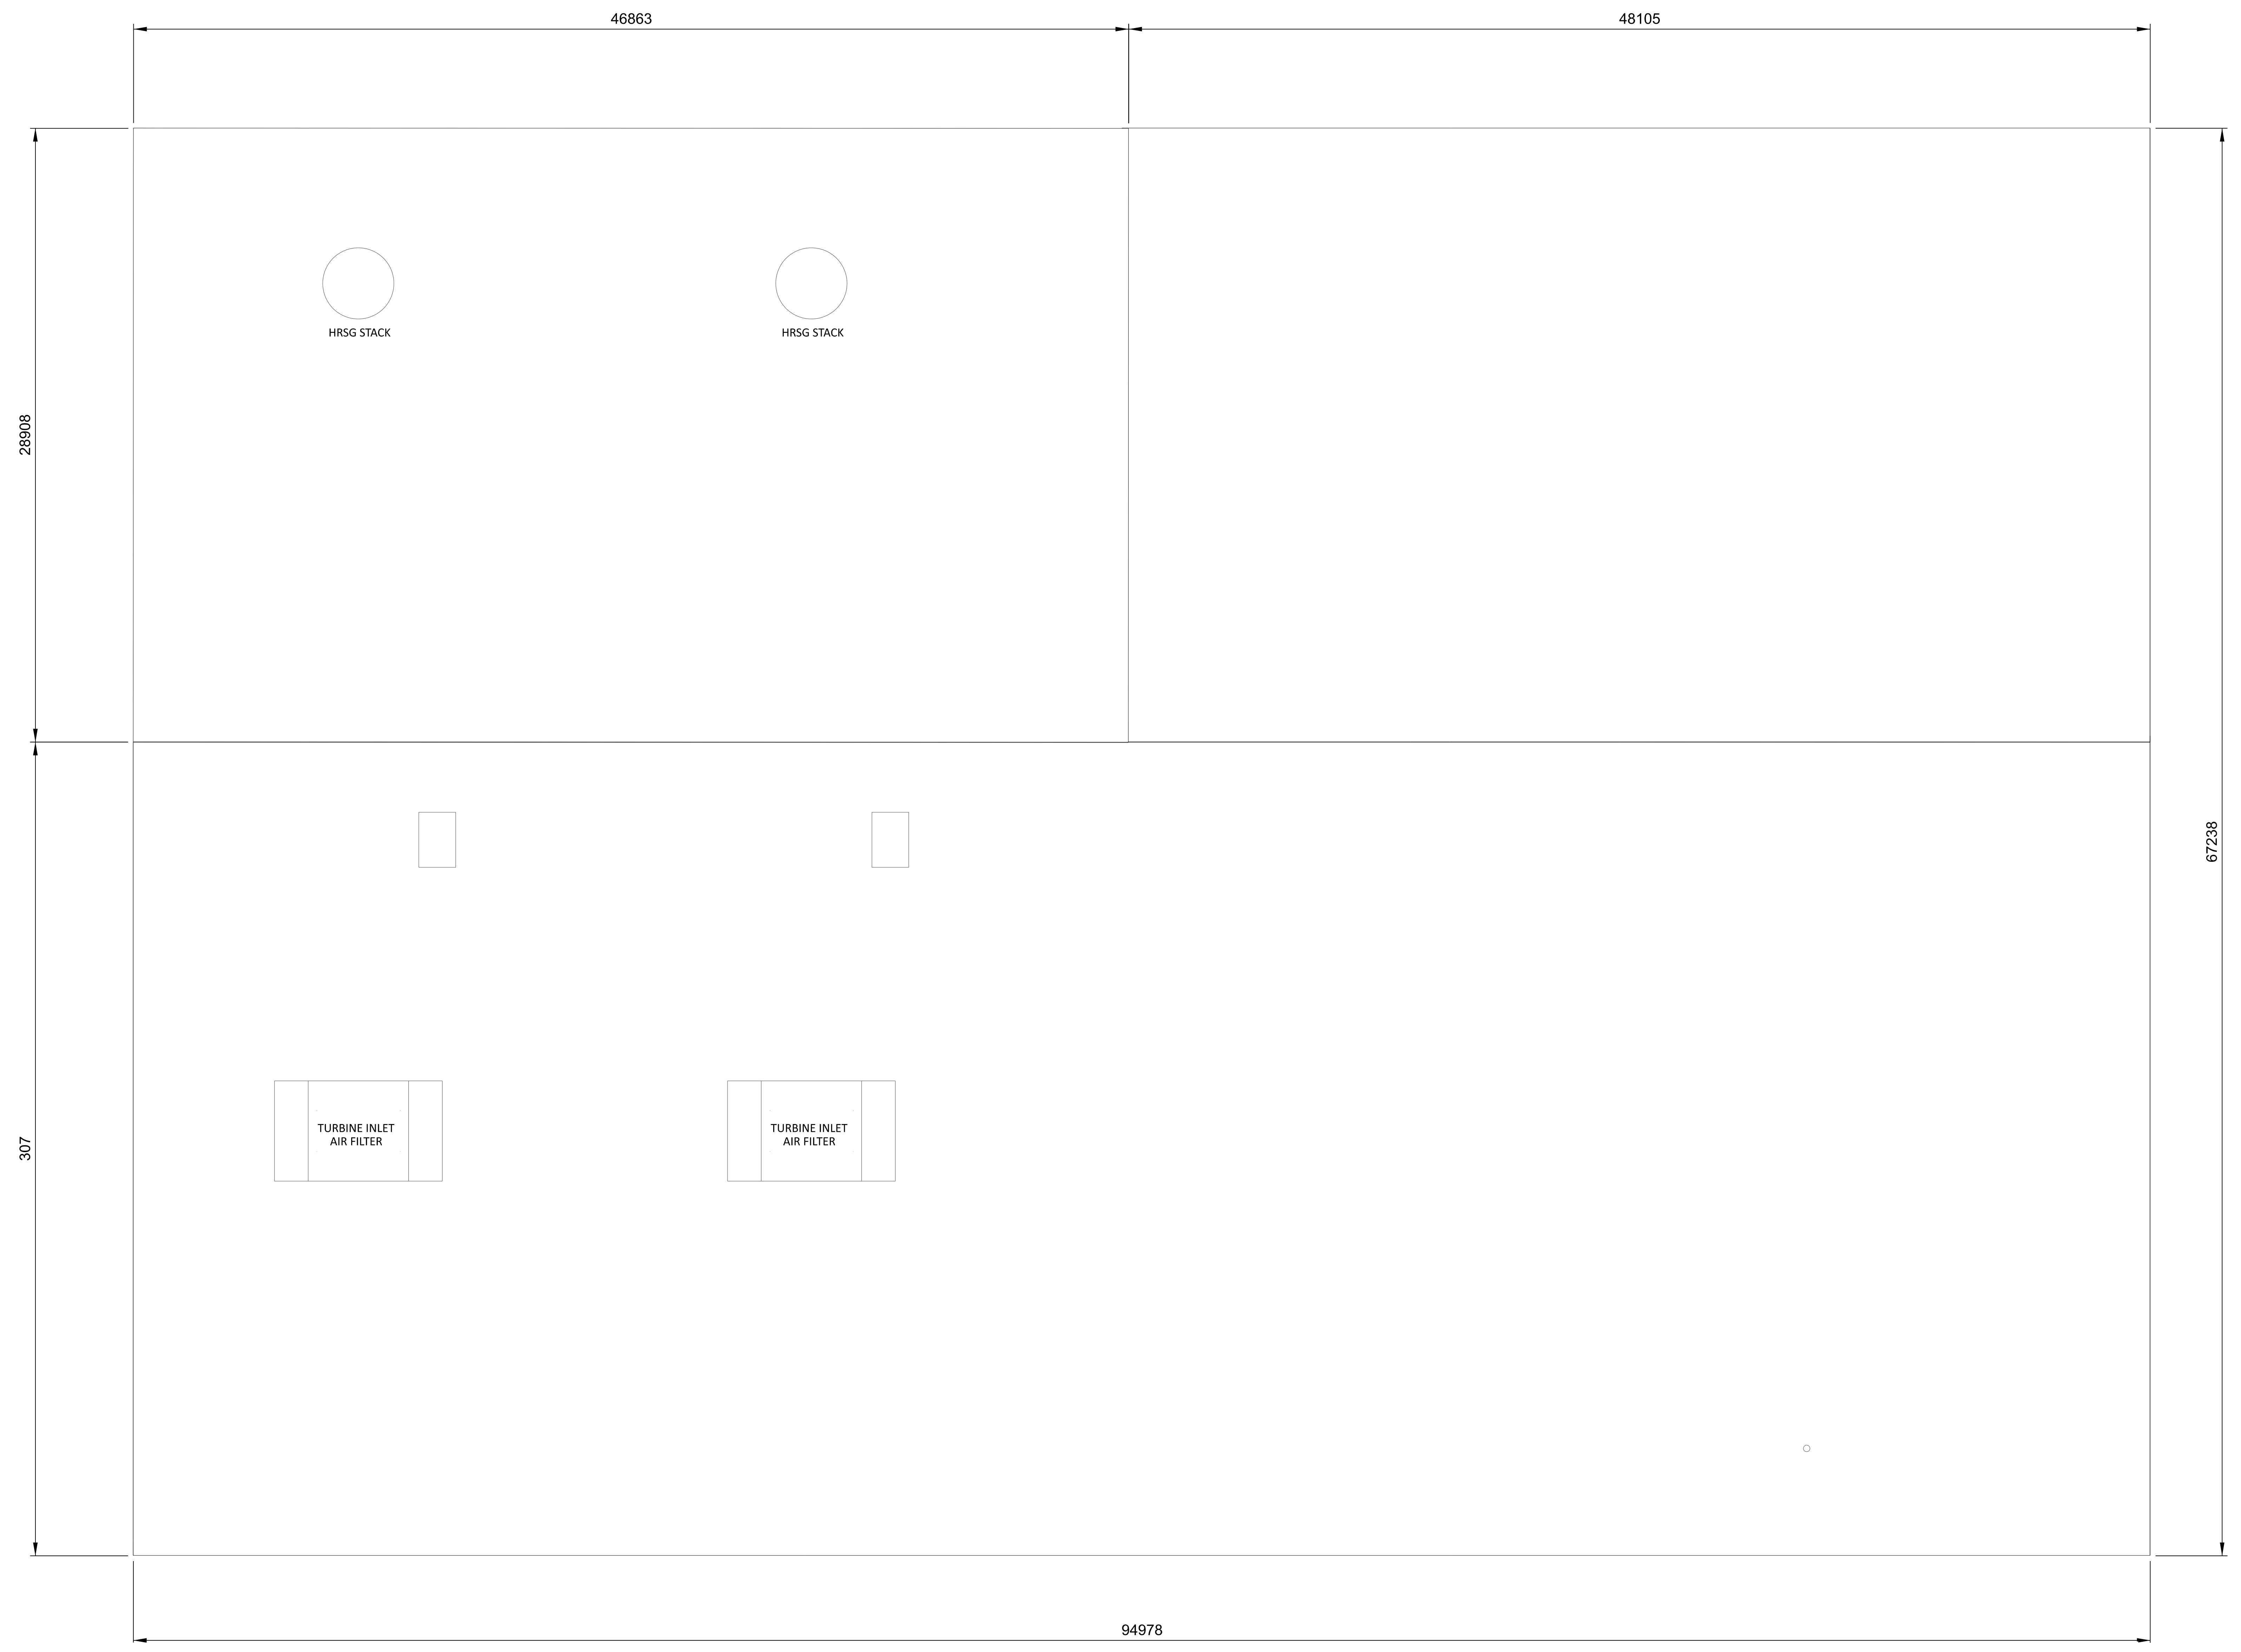 46863
48105
HRSG STACK
HRSG STACK
28908
67238
TURBINE INLET
AIR FILTER
TURBINE INLET
AIR FILTER
307
94978